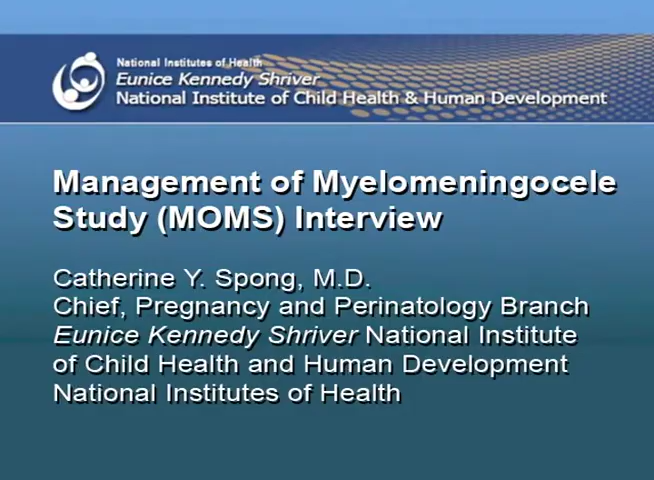 National Institutes of Health
Eunice Kennedy Shriver
National Institute of Child Health & Human Development
Management of Myelomeningocele
Study (MOMS) Interview
Catherine Y. Spong, M.D.
Chief, Pregnancy and Perinatology Branch
Eunice Kennedy Shriver National Institute
of Child Health and Human Development
National Institutes of Health